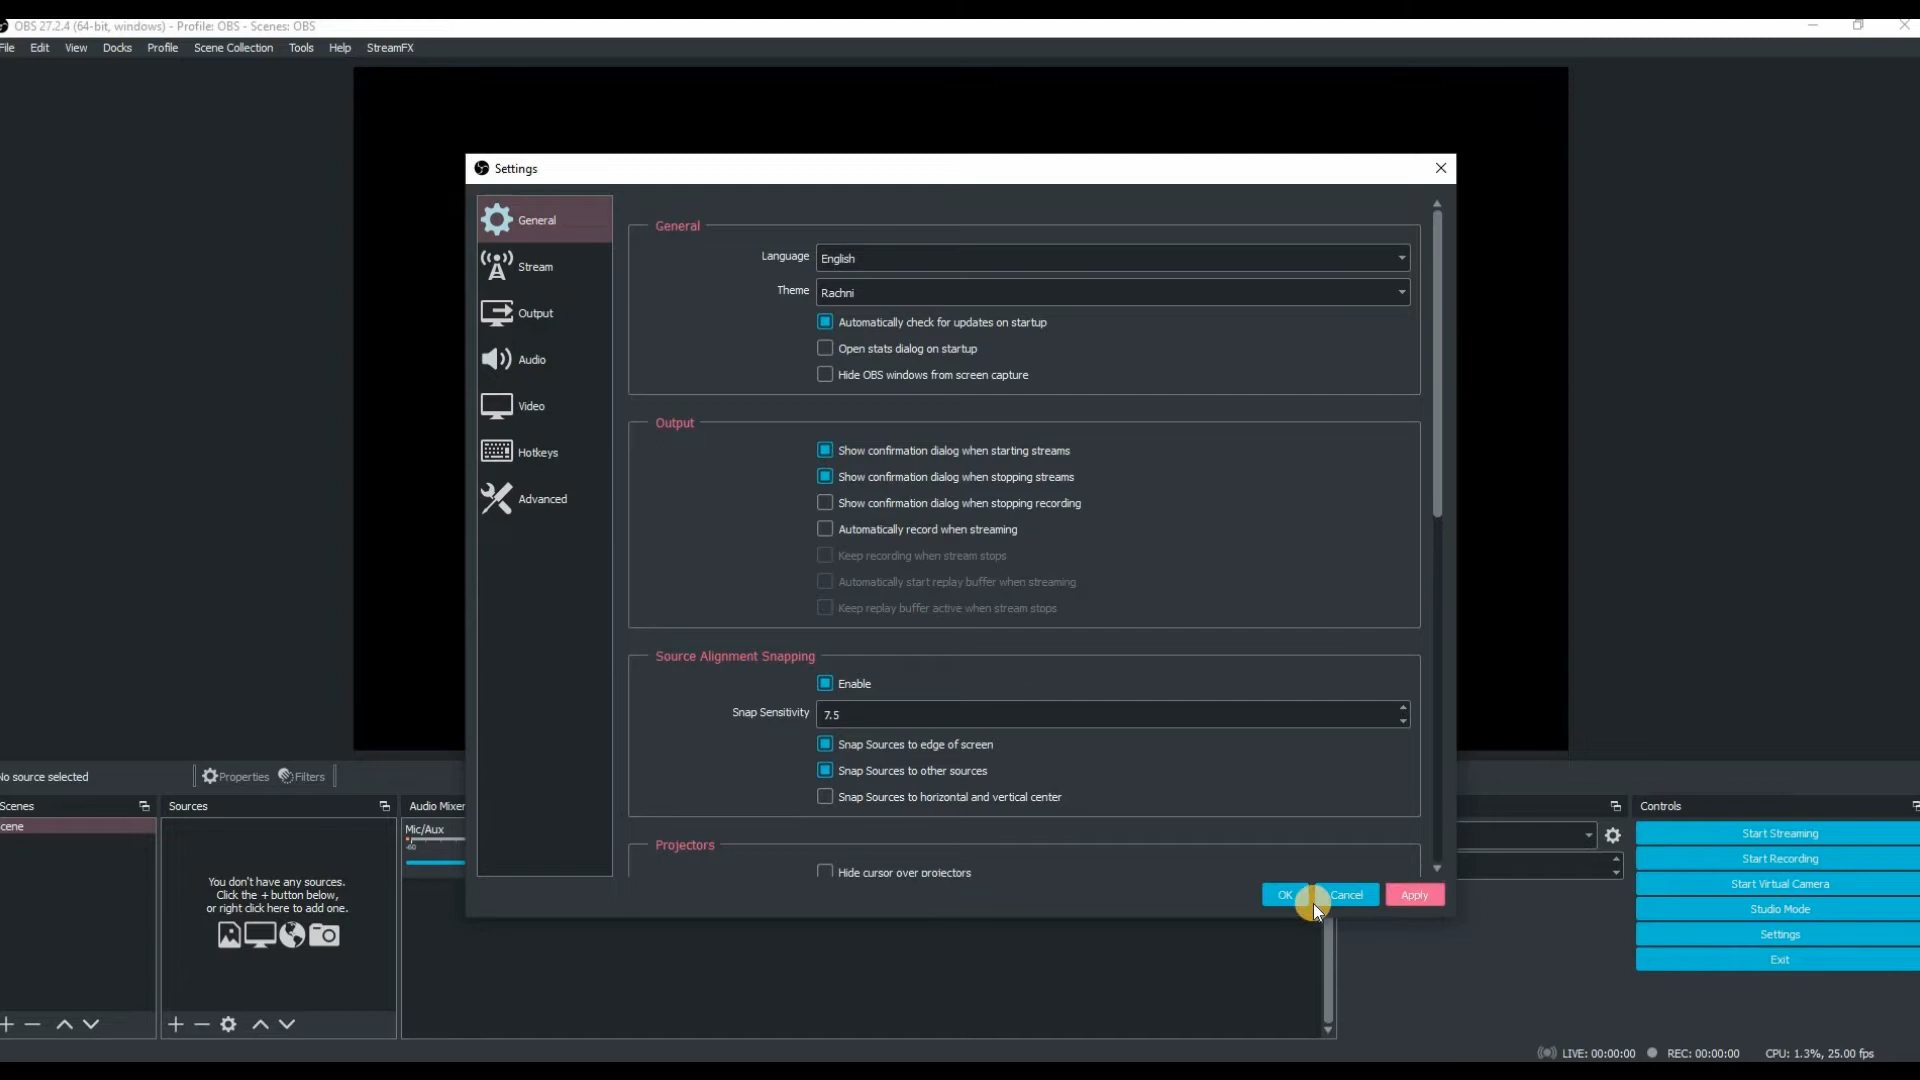 OBS 27.2.4 (64-bit, windows) - Profile: OBS - Scenes: OBS
File Edit View Docks Profile Scene Collection Tools Help StreamFX
Settings
General
Stream
Output
Audio
Video
Hotkeys
Advanced
General
Language English
Theme Rachni
Automatically check for updates on startup
Open stats dialog on startup
Hide OBS windows from screen capture
Output
Show confirmation dialog when starting streams
Show confirmation dialog when stopping streams
Show confirmation dialog when stopping recording
Automatically record when streaming
Keep recording when stream stops
Automatically start replay buffer when streaming
Keep replay buffer active when stream stops
Source Alignment Snapping
Enable
Snap Sensitivity 7.5
Snap Sources to edge of screen
Snap Sources to other sources
Snap Sources to horizontal and vertical center
Projectors
Hide cursor over projectors
OK Cancel Apply
No source selected Properties Filters
Scenes
cene
Sources
You don't have any sources.
Click the + button below,
or right click here to add one.
Audio Mixer
Mic/Aux
-60
Controls
Start Streaming
Start Recording
Start Virtual Camera
Studio Mode
Settings
Exit
LIVE: 00:00:00 REC: 00:00:00 CPU: 1.3%, 25.00 fps